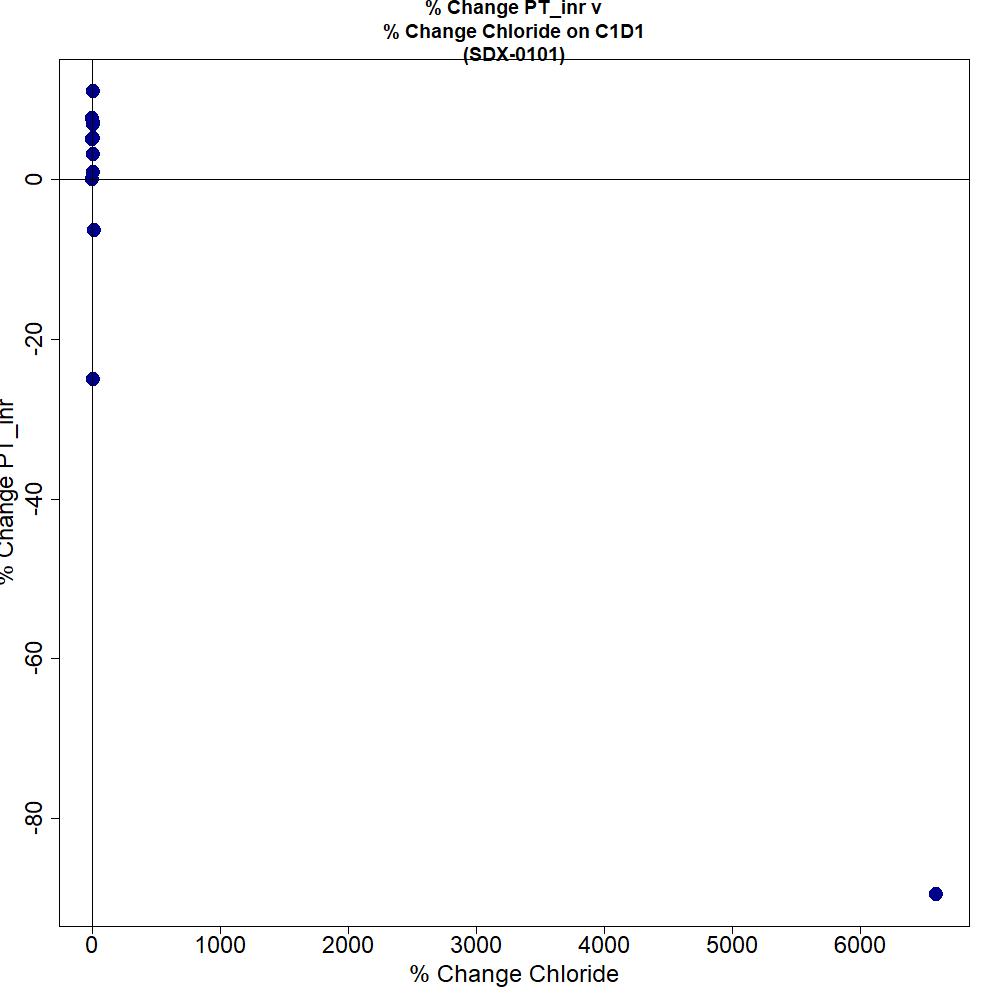 % Change PT_inr v
% Change Chloride on C1D1
(SDX-0101)
0
-20
-40
-60
-80
% Change PT_inr
0 1000 2000 3000 4000 5000 6000
% Change Chloride